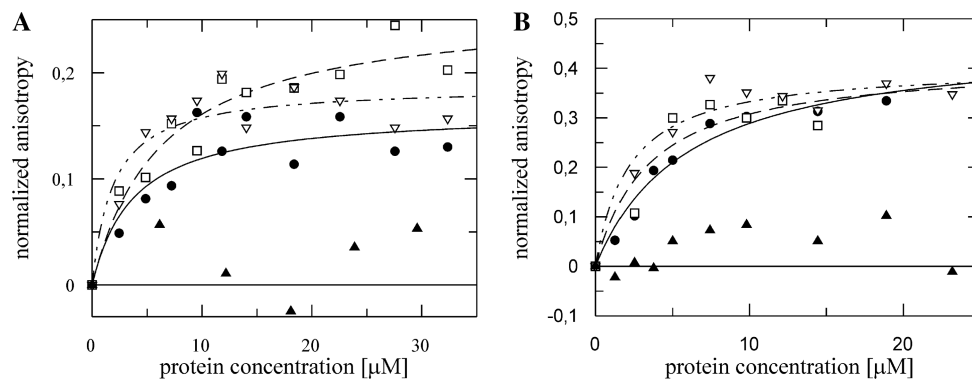 A
normalized anisotropy
0,2
0,1
0
0 10 20 30
protein concentration [µM]
B
normalized anisotropy
0,5
0,4
0,3
0,2
0,1
0
-0,1
0 10 20
protein concentration [µM]